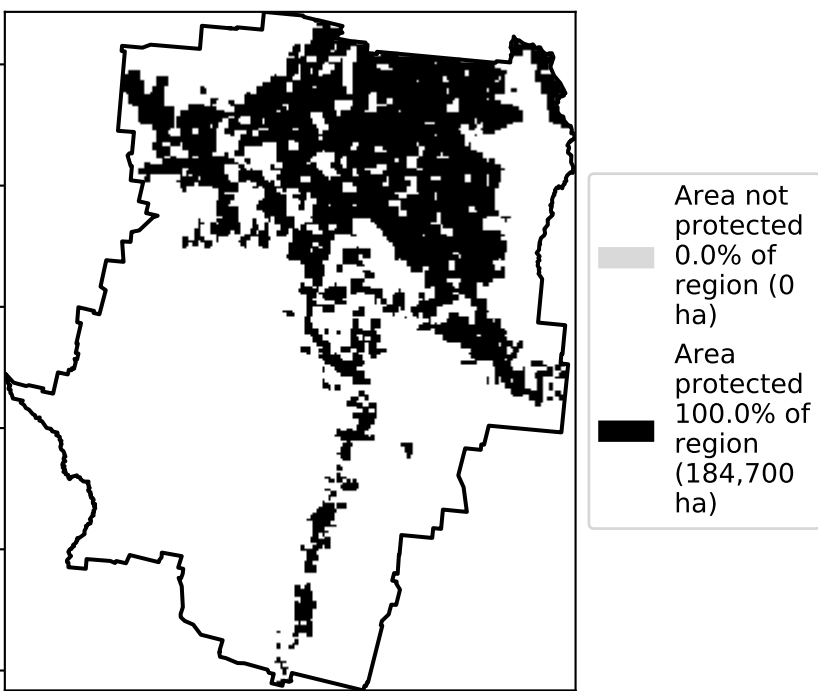 Area not
protected
0.0% of
region (0
ha)
Area
protected
100.0% of
region
(184,700
ha)